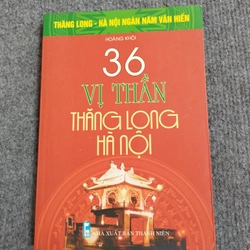 THĂNG LONG - HÀ NỘI NGÀN NĂM VĂN HIẾN
HOÀNG KHÔI
36
VỊ THẦN
THĂNG LONG
HÀ NỘI
NHÀ XUẤT BẢN THANH NIÊN